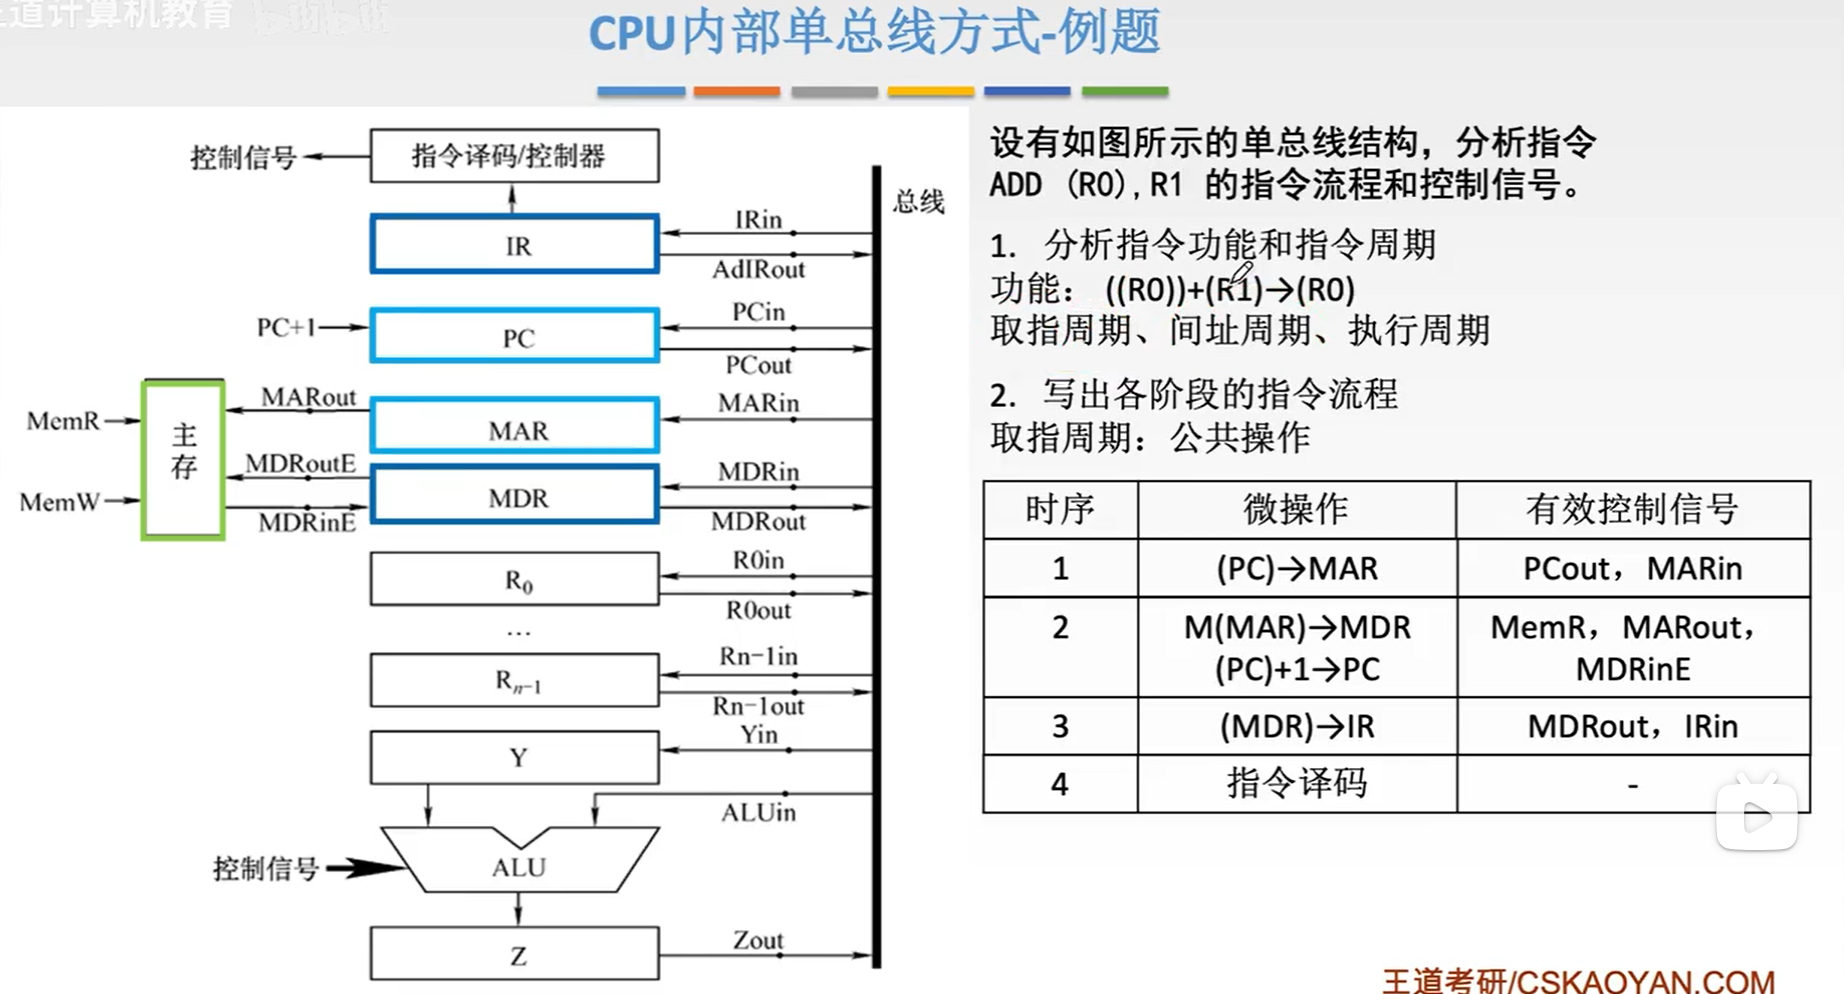 王道计算机教育 bilibili
CPU内部单总线方式-例题
控制信号
指令译码/控制器
总线
IRin
IR
AdIRout
PCin
PC+1
PC
PCout
MARout
MARin
MemR
主存
MAR
MDRoutE
MDRin
MemW
MDR
MDRinE
MDRout
R0in
R₀
R0out
…
Rn-1in
Rₙ₋₁
Rn-1out
Yin
Y
ALUin
控制信号
ALU
Zout
Z
设有如图所示的单总线结构，分析指令
ADD (R0),R1 的指令流程和控制信号。
1. 分析指令功能和指令周期
功能： ((R0))+(R1)→(R0)
取指周期、间址周期、执行周期
2. 写出各阶段的指令流程
取指周期：公共操作
时序 微操作 有效控制信号
1 (PC)→MAR PCout，MARin
2 M(MAR)→MDR MemR，MARout，
(PC)+1→PC MDRinE
3 (MDR)→IR MDRout，IRin
4 指令译码 -
王道考研/CSKAOYAN.COM